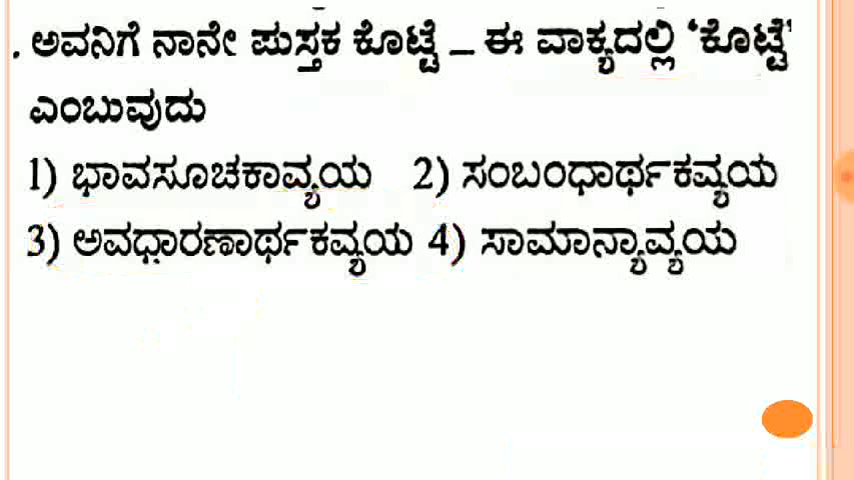 . ಅವನಿಗೆ ನಾನೇ ಪುಸ್ತಕ ಕೊಟ್ಟೆ – ಈ ವಾಕ್ಯದಲ್ಲಿ ‘ಕೊಟ್ಟೆ’
ಎಂಬುವುದು
1) ಭಾವಸೂಚಕಾವ್ಯಯ 2) ಸಂಬಂಧಾರ್ಥಕವ್ಯಯ
3) ಅವಧಾರಣಾರ್ಥಕವ್ಯಯ 4) ಸಾಮಾನ್ಯಾವ್ಯಯ